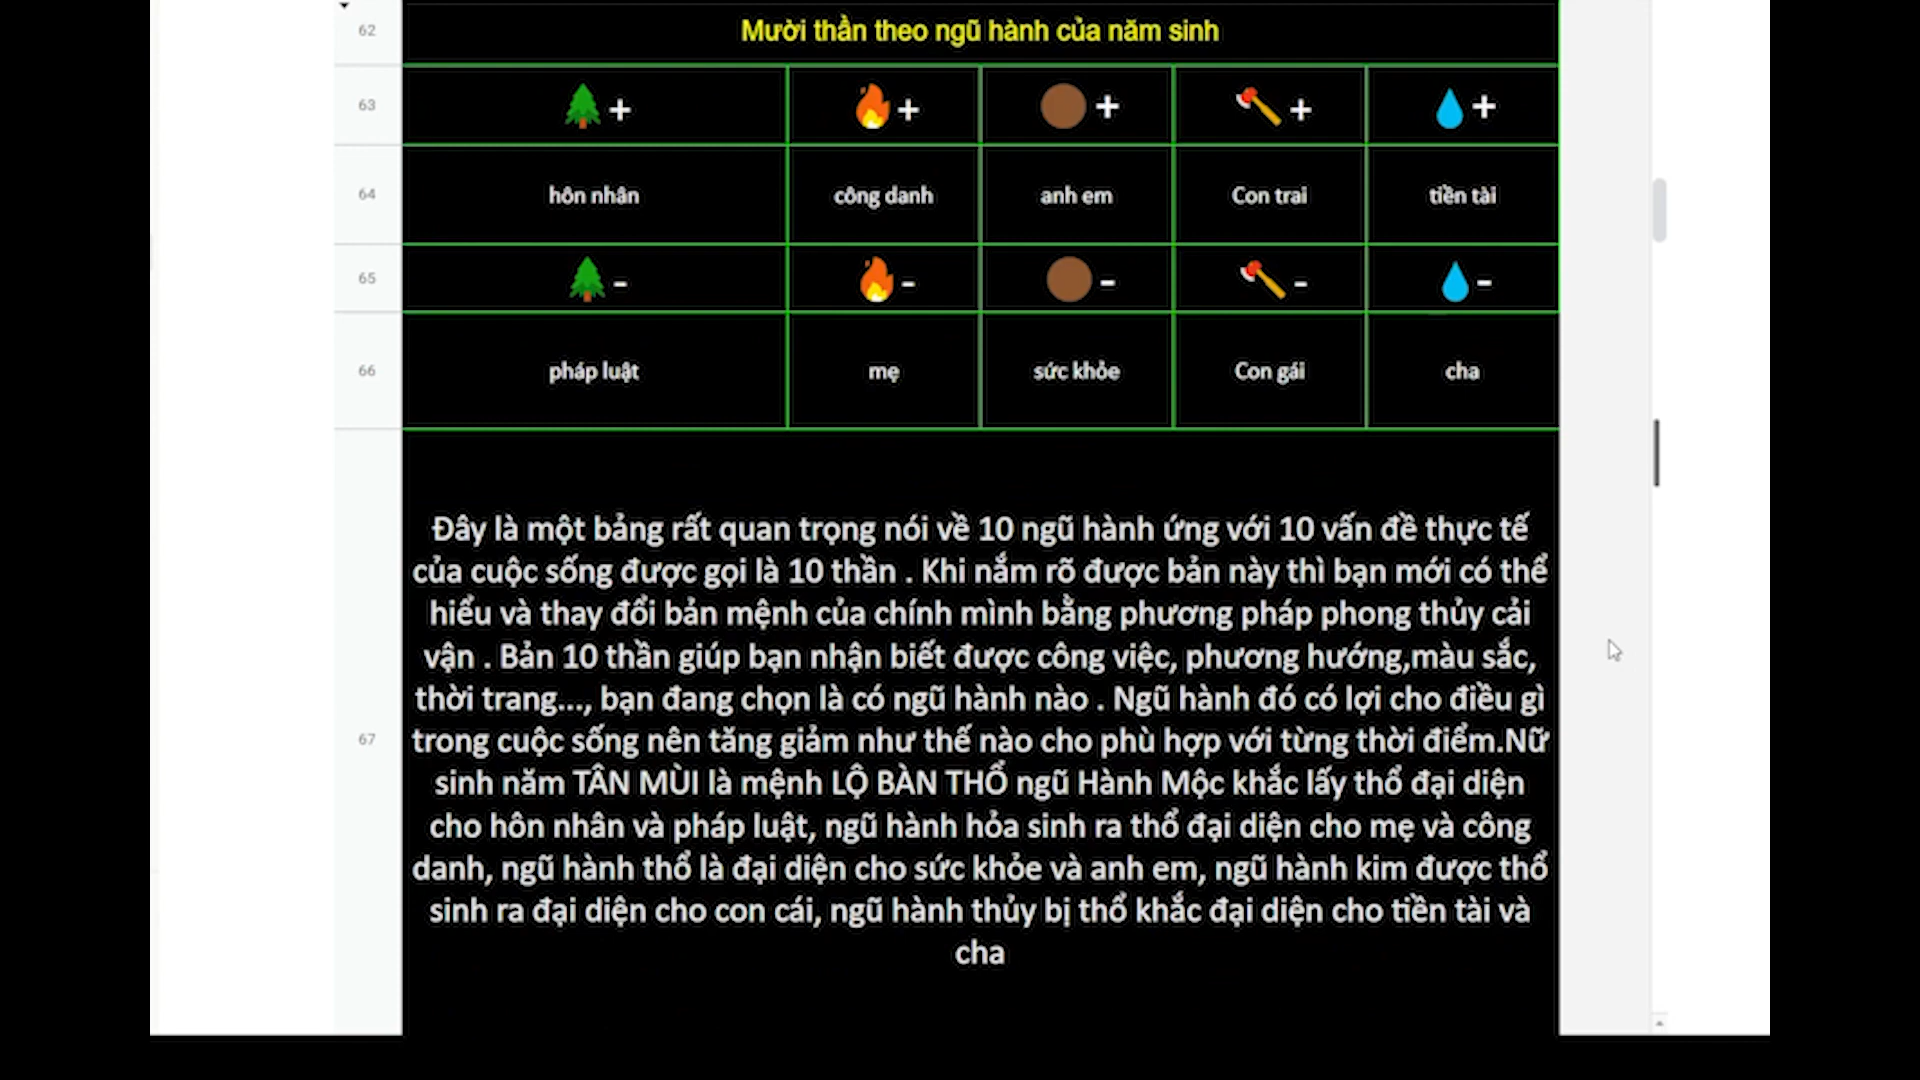 62
Mười thần theo ngũ hành của năm sinh
63
🌲+ 🔥+ 🟤+ 🪓+ 💧+
64
hôn nhân công danh anh em Con trai tiền tài
65
🌲- 🔥- 🟤- 🪓- 💧-
66
pháp luật mẹ sức khỏe Con gái cha
67
Đây là một bảng rất quan trọng nói về 10 ngũ hành ứng với 10 vấn đề thực tế
của cuộc sống được gọi là 10 thần . Khi nắm rõ được bản này thì bạn mới có thể
hiểu và thay đổi bản mệnh của chính mình bằng phương pháp phong thủy cải
vận . Bản 10 thần giúp bạn nhận biết được công việc, phương hướng,màu sắc,
thời trang..., bạn đang chọn là có ngũ hành nào . Ngũ hành đó có lợi cho điều gì
trong cuộc sống nên tăng giảm như thế nào cho phù hợp với từng thời điểm.Nữ
sinh năm TÂN MÙI là mệnh LỘ BÀN THỔ ngũ Hành Mộc khắc lấy thổ đại diện
cho hôn nhân và pháp luật, ngũ hành hỏa sinh ra thổ đại diện cho mẹ và công
danh, ngũ hành thổ là đại diện cho sức khỏe và anh em, ngũ hành kim được thổ
sinh ra đại diện cho con cái, ngũ hành thủy bị thổ khắc đại diện cho tiền tài và
cha